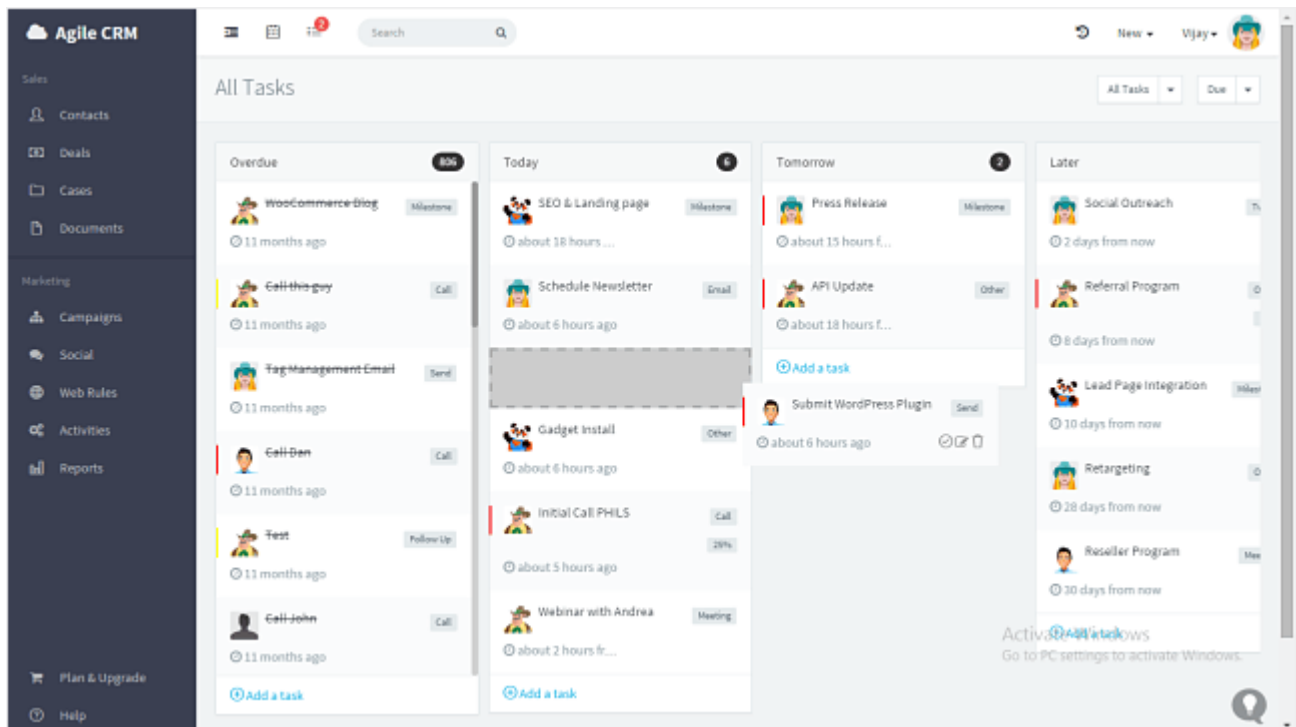 Agile CRM
2
Search
New
Vijay
Sales
Contacts
Deals
Cases
Documents
Marketing
Campaigns
Social
Web Rules
Activities
Reports
Plan & Upgrade
Help
All Tasks
All Tasks
Due
Overdue 806
WooCommerce Blog Milestone
11 months ago
Call this guy Call
11 months ago
Tag Management Email Send
11 months ago
Call Dan Call
11 months ago
Test Follow Up
11 months ago
Call John Call
11 months ago
Add a task
Today 6
SEO & Landing page Milestone
about 18 hours ...
Schedule Newsletter Email
about 6 hours ago
Gadget Install Other
about 6 hours ago
Initial Call PHILS Call
29%
about 5 hours ago
Webinar with Andrea Meeting
about 2 hours fr...
Add a task
Tomorrow 2
Press Release Milestone
about 15 hours f...
API Update Other
about 18 hours f...
Add a task
Submit WordPress Plugin Send
about 6 hours ago
Later
Social Outreach
2 days from now
Referral Program
8 days from now
Lead Page Integration
10 days from now
Retargeting
28 days from now
Reseller Program
30 days from now
Add a task
Activate Windows
Go to PC settings to activate Windows.